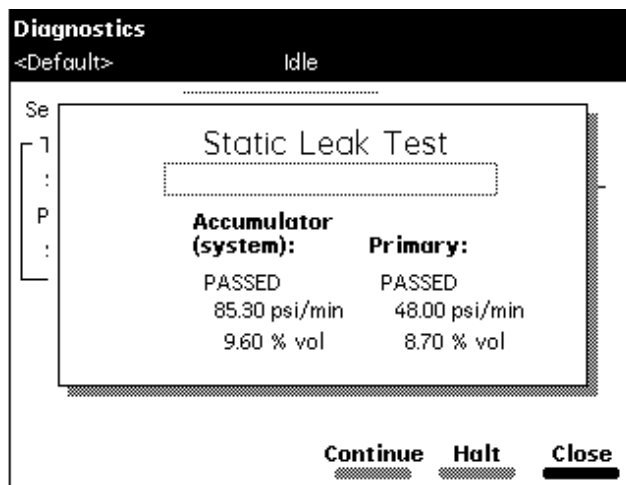 Diagnostics
<Default> Idle
Se
Static Leak Test
Accumulator
(system): Primary:
P
PASSED PASSED
85.30 psi/min 48.00 psi/min
9.60 % vol 8.70 % vol
Continue Halt Close